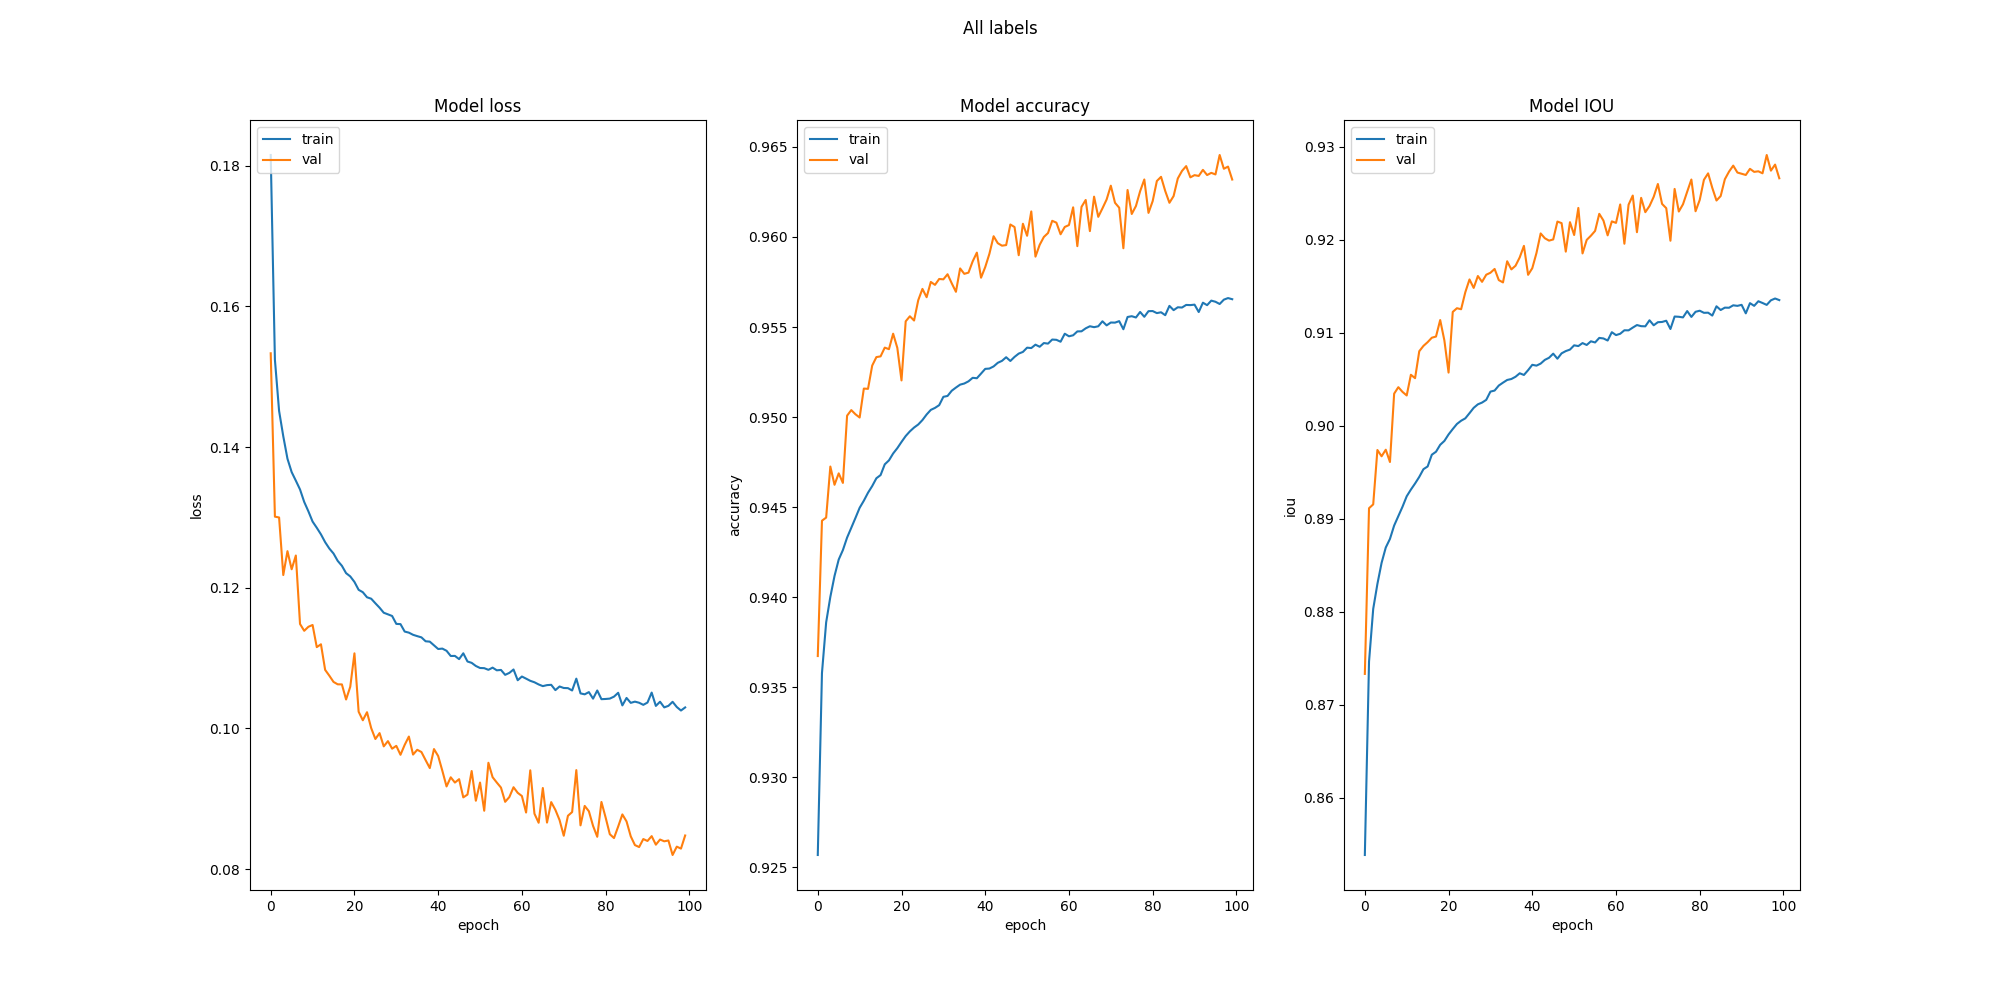 All labels
Model loss
train
val
0.18
0.16
0.14
0.12
0.10
0.08
loss
0 20 40 60 80 100
epoch
Model accuracy
train
val
0.965
0.960
0.955
0.950
0.945
0.940
0.935
0.930
0.925
accuracy
0 20 40 60 80 100
epoch
Model IOU
train
val
0.93
0.92
0.91
0.90
0.89
0.88
0.87
0.86
iou
0 20 40 60 80 100
epoch